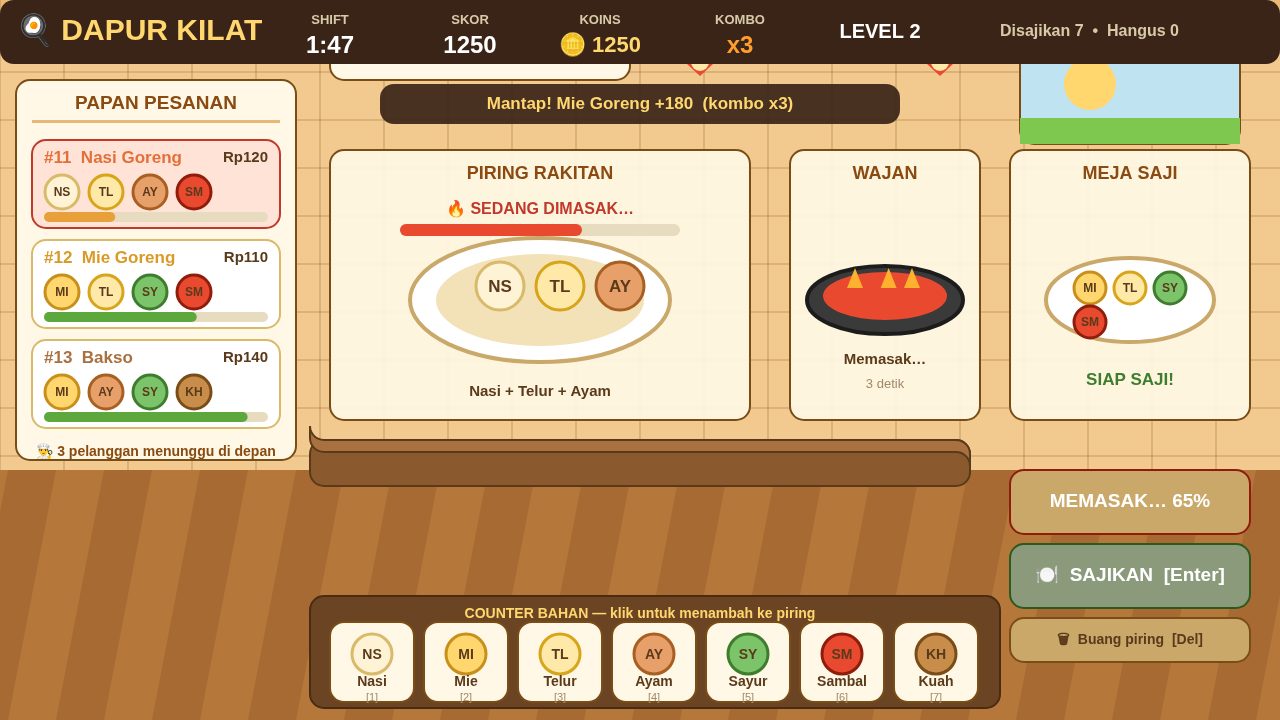 DAPUR KILAT
SHIFT
1:47
SKOR
1250
KOINS
1250
KOMBO
x3
LEVEL 2
Disajikan 7 • Hangus 0
Mantap! Mie Goreng +180 (kombo x3)
PAPAN PESANAN
#11 Nasi Goreng Rp120
NS TL AY SM
#12 Mie Goreng Rp110
MI TL SY SM
#13 Bakso Rp140
MI AY SY KH
3 pelanggan menunggu di depan
PIRING RAKITAN
SEDANG DIMASAK…
NS TL AY
Nasi + Telur + Ayam
WAJAN
Memasak…
3 detik
MEJA SAJI
MI TL SY
SM
SIAP SAJI!
MEMASAK… 65%
SAJIKAN [Enter]
Buang piring [Del]
COUNTER BAHAN — klik untuk menambah ke piring
NS MI TL AY SY SM KH
Nasi Mie Telur Ayam Sayur Sambal Kuah
[1] [2] [3] [4] [5] [6] [7]